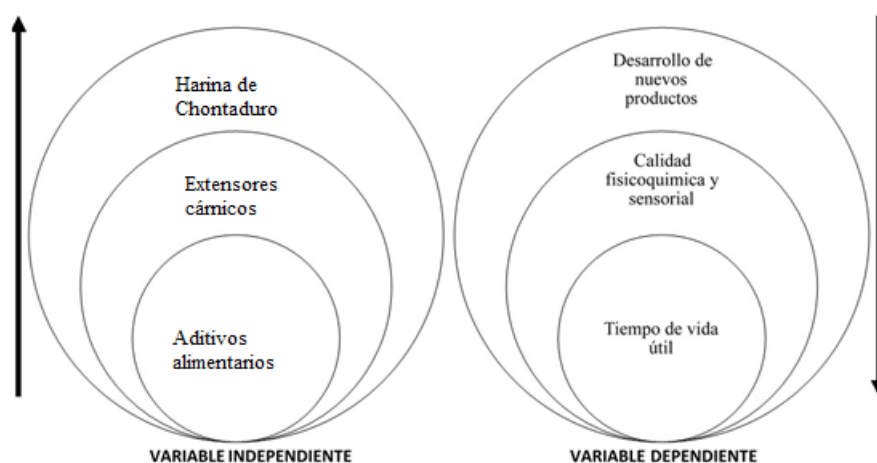 Harina de
Chontaduro
Extensores
cárnicos
Aditivos
alimentarios
VARIABLE INDEPENDIENTE
Desarrollo de
nuevos
productos
Calidad
fisicoquimica y
sensorial
Tiempo de vida
útil
VARIABLE DEPENDIENTE